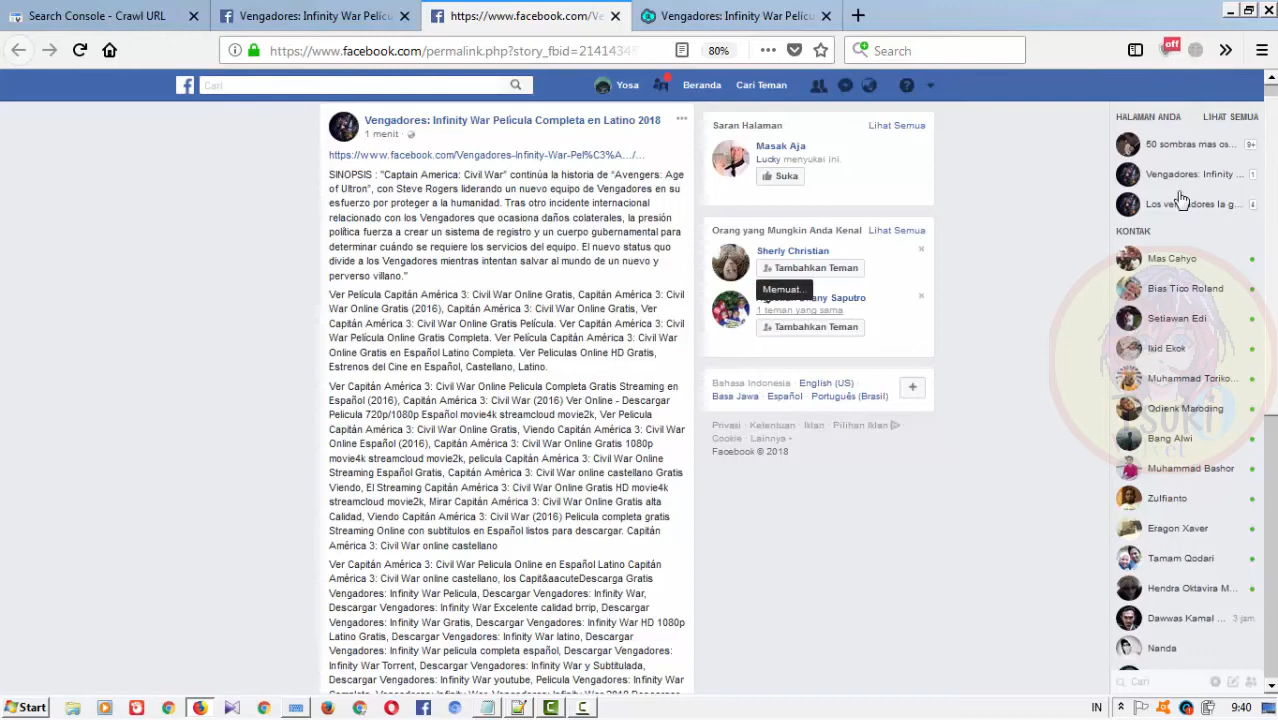 Search Console - Crawl URL
Vengadores: Infinity War Pelícu
https://www.facebook.com/Ve
Vengadores: Infinity War Pelícu
https://www.facebook.com/permalink.php?story_fbid=21414345
80%
Search
off
Cari
Yosa
Beranda
Cari Teman
Vengadores: Infinity War Película Completa en Latino 2018
1 menit
https://www.facebook.com/Vengadores-Infinity-War-Pel%C3%A.../...
SINOPSIS : "Captain America: Civil War" continúa la historia de "Avengers: Age
of Ultron", con Steve Rogers liderando un nuevo equipo de Vengadores en su
esfuerzo por proteger a la humanidad. Tras otro incidente internacional
relacionado con los Vengadores que ocasiona daños colaterales, la presión
política fuerza a crear un sistema de registro y un cuerpo gubernamental para
determinar cuándo se requiere los servicios del equipo. El nuevo status quo
divide a los Vengadores mientras intentan salvar al mundo de un nuevo y
perverso villano."
Ver Película Capitán América 3: Civil War Online Gratis, Capitán América 3: Civil
War Online Gratis (2016), Capitán América 3: Civil War Online Gratis, Ver
Capitán América 3: Civil War Online Gratis Película. Ver Capitán América 3: Civil
War Película Online Completa. Ver Película Capitán América 3: Civil War
Online Gratis en Español Latino Completa. Ver Peliculas Online HD Gratis,
Estrenos del Cine en Español, Castellano, Latino.
Ver Capitán América 3: Civil War Online Pelicula Completa Gratis Streaming en
Español (2016), Capitán América 3: Civil War (2016) Ver Online - Descargar
Pelicula 720p/1080p Español movie4k streamcloud movie2k, Ver Pelicula
Capitán América 3: Civil War Online, Viendo Capitán América 3: Civil War
Online Español (2016), Capitán América 3: Civil War Online Gratis 1080p
movie4k streamcloud movie2k, pelicula Capitán América 3: Civil War Online
Streaming Español Gratis, Capitán América 3: Civil War online castellano Gratis
Viendo, El Streaming Capitán América 3: Civil War Online Gratis HD movie4k
streamcloud movie2k, Mirar Capitán América 3: Civil War Online Gratis alta
Calidad, Viendo Capitán América 3: Civil War (2016) Pelicula completa gratis
Streaming Online con subtitulos en Español listos para descargar. Capitán
América 3: Civil War online castellano
Ver Capitán América 3: Civil War Pelicula Online en Español Latino Capitán
América 3: Civil War online castellano, los Capit&aacuteDescarga Gratis
Vengadores: Infinity War Pelicula, Descargar Vengadores: Infinity War,
Descargar Vengadores: Infinity War Excelente calidad brrip, Descargar
Vengadores: Infinity War Gratis, Descargar Vengadores: Infinity War HD 1080p
Latino Gratis, Descargar Vengadores: Infinity War latino, Descargar
Vengadores: Infinity War pelicula completa español, Descargar Vengadores:
Infinity War Torrent, Descargar Vengadores: Infinity War y Subtitulada,
Descargar Vengadores: Infinity War youtube, Pelicula Vengadores: Infinity War
Saran Halaman
Lihat Semua
Masak Aja
Lucky menyukai ini.
Suka
Orang yang Mungkin Anda Kenal
Lihat Semua
Sherly Christian
Tambahkan Teman
Memuat...
Saputro
1 teman yang sama
Tambahkan Teman
Bahasa Indonesia · English (US) ·
Basa Jawa · Español · Português (Brasil)
Privasi · Ketentuan · Iklan · Pilihan Iklan ·
Cookie · Lainnya
Facebook © 2018
HALAMAN ANDA
LIHAT SEMUA
50 sombras mas os...
9+
Vengadores: Infinity ...
1
Los vengadores la g...
4
KONTAK
Mas Cahyo
Bias Tico Roland
Setiawan Edi
Ikid Ekok
Muhammad Toriko...
Odienk Maroding
Bang Alwi
Muhammad Bashor
Zulfianto
Eragon Xaver
Tamam Qodari
Hendra Oktavira M...
Dawwas Kamal ...
3 jam
Nanda
Cari
Start
IN
9:40